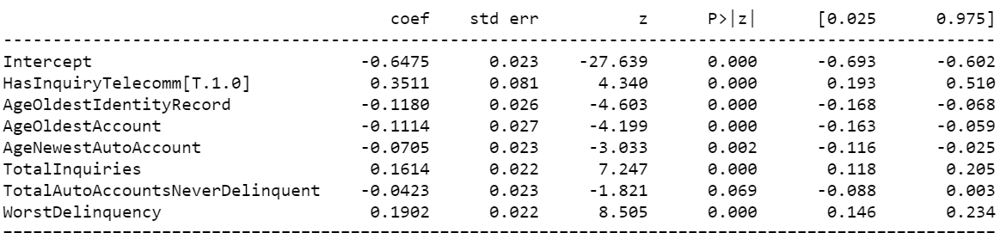 coef std err z P>|z| [0.025 0.975]
Intercept -0.6475 0.023 -27.639 0.000 -0.693 -0.602
HasInquiryTelecomm[T.1.0] 0.3511 0.081 4.340 0.000 0.193 0.510
AgeOldestIdentityRecord -0.1180 0.026 -4.603 0.000 -0.168 -0.068
AgeOldestAccount -0.1114 0.027 -4.199 0.000 -0.163 -0.059
AgeNewestAutoAccount -0.0705 0.023 -3.033 0.002 -0.116 -0.025
TotalInquiries 0.1614 0.022 7.247 0.000 0.118 0.205
TotalAutoAccountsNeverDelinquent -0.0423 0.023 -1.821 0.069 -0.088 0.003
WorstDelinquency 0.1902 0.022 8.505 0.000 0.146 0.234